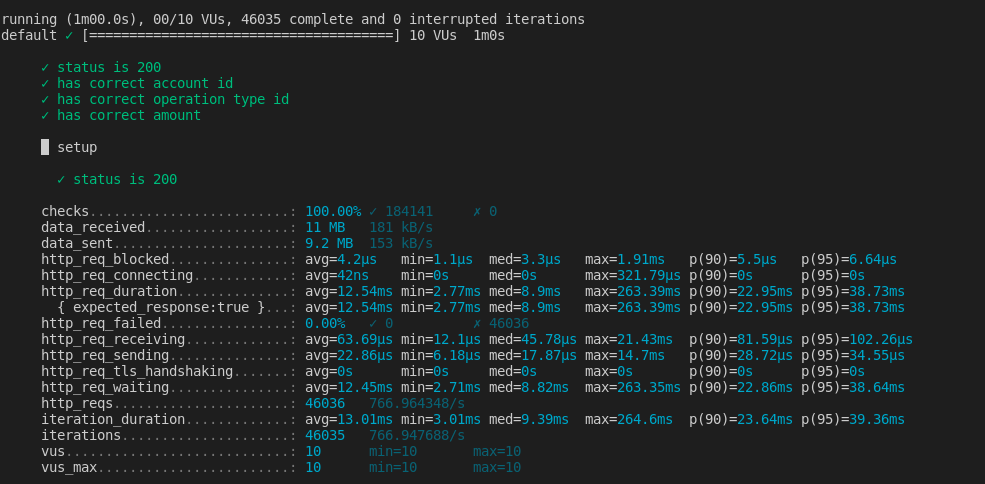 running (1m00.0s), 00/10 VUs, 46035 complete and 0 interrupted iterations
default ✓ [======================================] 10 VUs  1m0s
✓ status is 200
✓ has correct account id
✓ has correct operation type id
✓ has correct amount
█ setup
✓ status is 200
checks.........................: 100.00% ✓ 184141     ✗ 0
data_received..................: 11 MB   181 kB/s
data_sent......................: 9.2 MB  153 kB/s
http_req_blocked...............: avg=4.2µs   min=1.1µs  med=3.3µs   max=1.91ms   p(90)=5.5µs   p(95)=6.64µs
http_req_connecting............: avg=42ns    min=0s     med=0s      max=321.79µs p(90)=0s      p(95)=0s
http_req_duration..............: avg=12.54ms min=2.77ms med=8.9ms   max=263.39ms p(90)=22.95ms p(95)=38.73ms
{ expected_response:true }...: avg=12.54ms min=2.77ms med=8.9ms   max=263.39ms p(90)=22.95ms p(95)=38.73ms
http_req_failed................: 0.00%   ✓ 0          ✗ 46036
http_req_receiving.............: avg=63.69µs min=12.1µs med=45.78µs max=21.43ms  p(90)=81.59µs p(95)=102.26µs
http_req_sending...............: avg=22.86µs min=6.18µs med=17.87µs max=14.7ms   p(90)=28.72µs p(95)=34.55µs
http_req_tls_handshaking.......: avg=0s      min=0s     med=0s      max=0s       p(90)=0s      p(95)=0s
http_req_waiting...............: avg=12.45ms min=2.71ms med=8.82ms  max=263.35ms p(90)=22.86ms p(95)=38.64ms
http_reqs......................: 46036   766.964348/s
iteration_duration.............: avg=13.01ms min=3.01ms med=9.39ms  max=264.6ms  p(90)=23.64ms p(95)=39.36ms
iterations.....................: 46035   766.947688/s
vus............................: 10      min=10       max=10
vus_max........................: 10      min=10       max=10